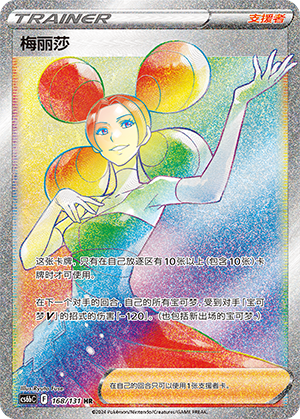 TRAINER 支援者
梅丽莎
这张卡牌，只有在自己放逐区有10张以上(包含10张)卡牌时才可使用。
在下一个对手的回合，自己的所有宝可梦，受到对手「宝可梦V」的招式的伤害「-120」。(也包括新出场的宝可梦。)
Illus. Ryuta Fuse
CS6bC G 168/131 HR
在自己的回合只可以使用1张支援者卡。
©2024 Pokémon/Nintendo/Creatures/GAME FREAK.